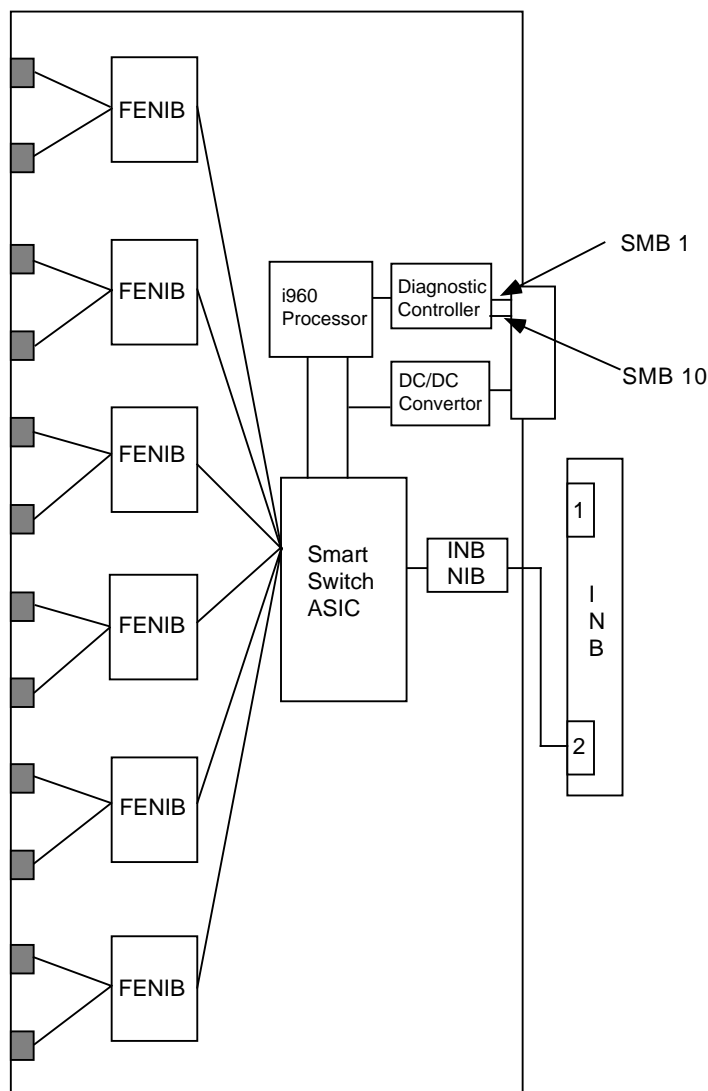 FENIB
FENIB
SMB 1
i960
Processor
Diagnostic
Controller
SMB 10
DC/DC
Convertor
FENIB
1
Smart
Switch
ASIC
INB
NIB
I
N
B
FENIB
2
FENIB
FENIB